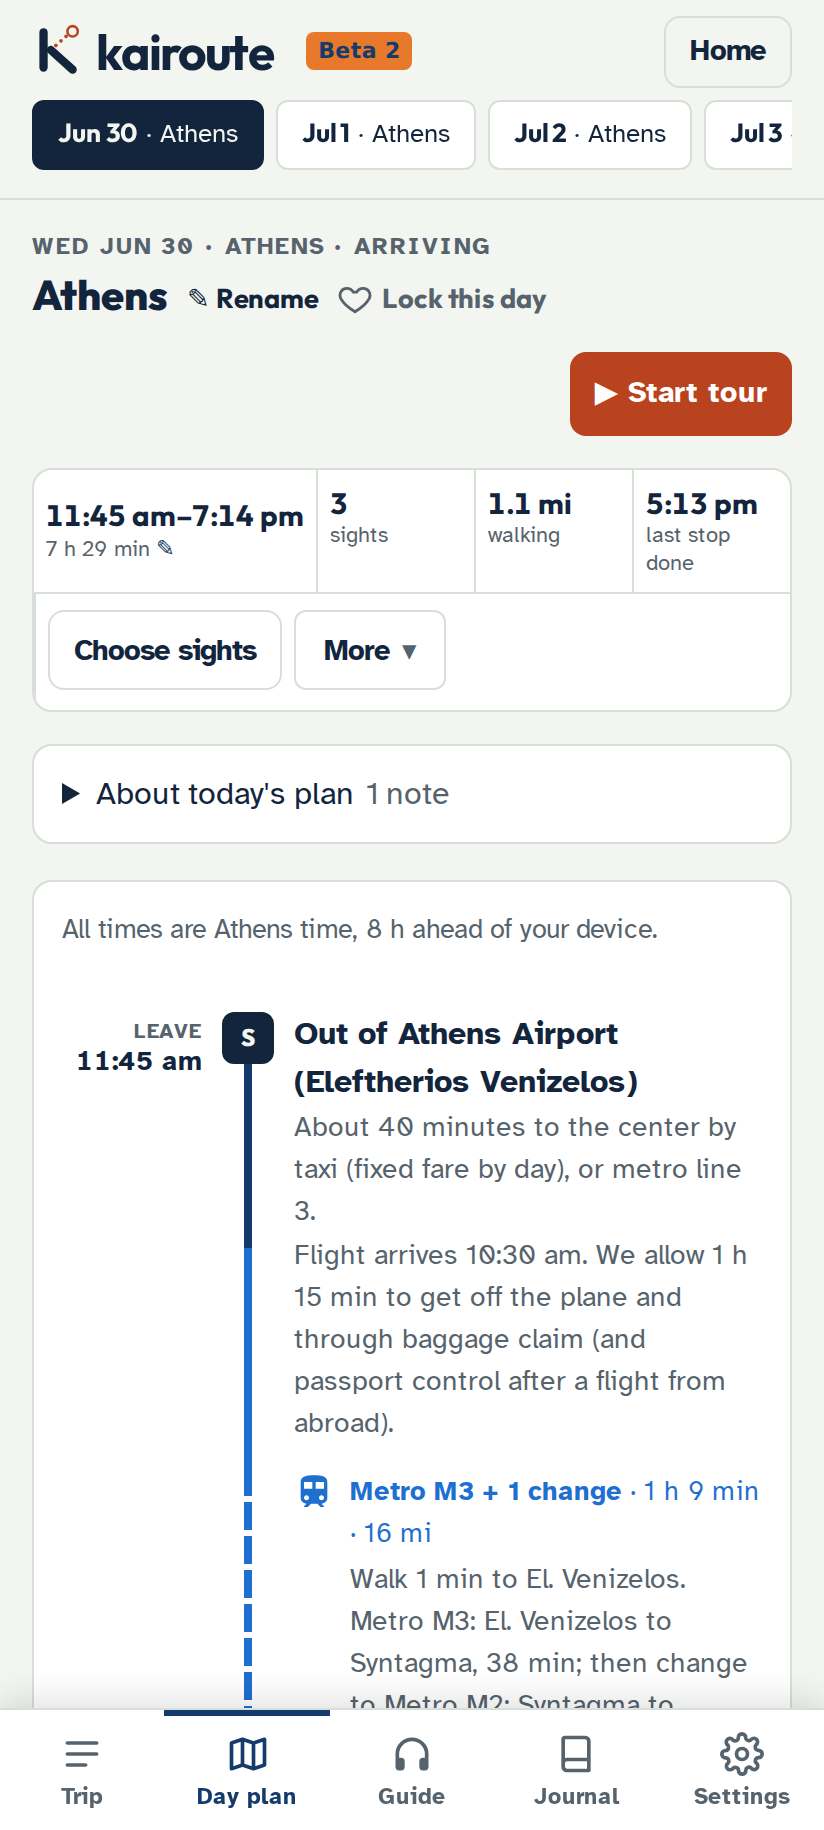 kairoute
Beta 2
Home
Jun 30 · Athens
Jul 1 · Athens
Jul 2 · Athens
Jul 3 ·
WED JUN 30 · ATHENS · ARRIVING
Athens ✎ Rename Lock this day
▶ Start tour
11:45 am–7:14 pm
7 h 29 min ✎
3
sights
1.1 mi
walking
5:13 pm
last stop
done
Choose sights
More ▼
▶ About today's plan 1 note
All times are Athens time, 8 h ahead of your device.
LEAVE
11:45 am
S
Out of Athens Airport
(Eleftherios Venizelos)
About 40 minutes to the center by
taxi (fixed fare by day), or metro line
3.
Flight arrives 10:30 am. We allow 1 h
15 min to get off the plane and
through baggage claim (and
passport control after a flight from
abroad).
Metro M3 + 1 change · 1 h 9 min
· 16 mi
Walk 1 min to El. Venizelos.
Metro M3: El. Venizelos to
Syntagma, 38 min; then change
to Metro M2: Syntagma to
Trip
Day plan
Guide
Journal
Settings